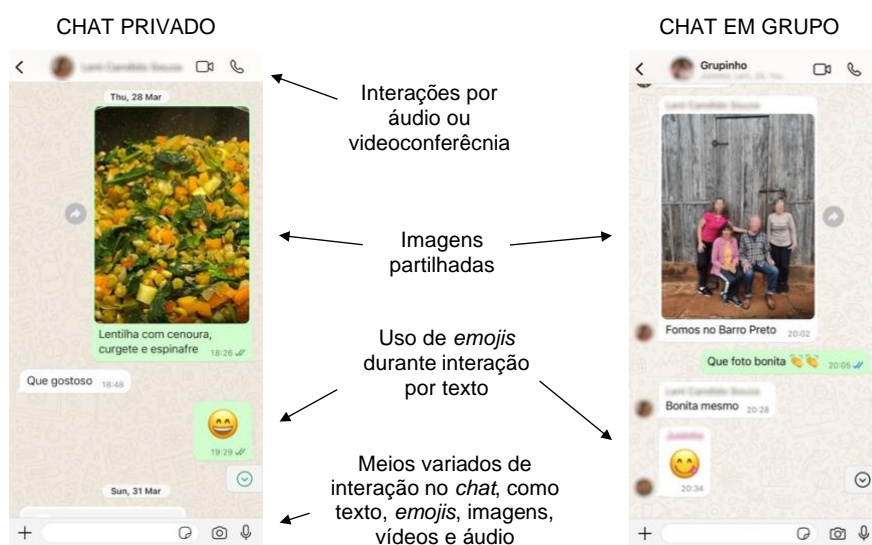 CHAT PRIVADO
CHAT EM GRUPO
Thu, 28 Mar
Lentilha com cenoura,
curgete e espinafre 18:26
Que gostoso 18:48
19:29
Sun, 31 Mar
Interações por
áudio ou
videoconferêcnia
Imagens
partilhadas
Uso de emojis
durante interação
por texto
Meios variados de
interação no chat, como
texto, emojis, imagens,
vídeos e áudio
Grupinho
Fomos no Barro Preto 20:02
Que foto bonita 👏👏 20:05
Bonita mesmo 20:28
20:34